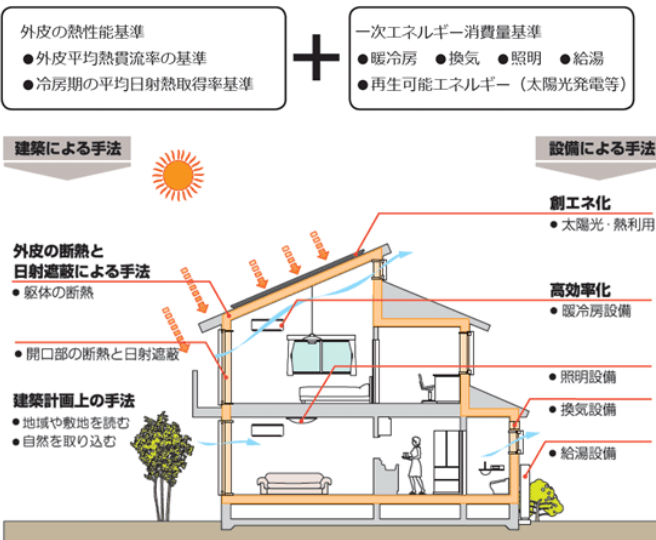 外皮の熱性能基準
●外皮平均熱貫流率の基準
●冷房期の平均日射熱取得率基準
一次エネルギー消費量基準
●暖冷房 ●換気 ●照明 ●給湯
●再生可能エネルギー（太陽光発電等）
建築による手法
設備による手法
外皮の断熱と
日射遮蔽による手法
●躯体の断熱
●開口部の断熱と日射遮蔽
建築計画上の手法
●地域や敷地を読む
●自然を取り込む
創エネ化
●太陽光・熱利用
高効率化
●暖冷房設備
●照明設備
●換気設備
●給湯設備